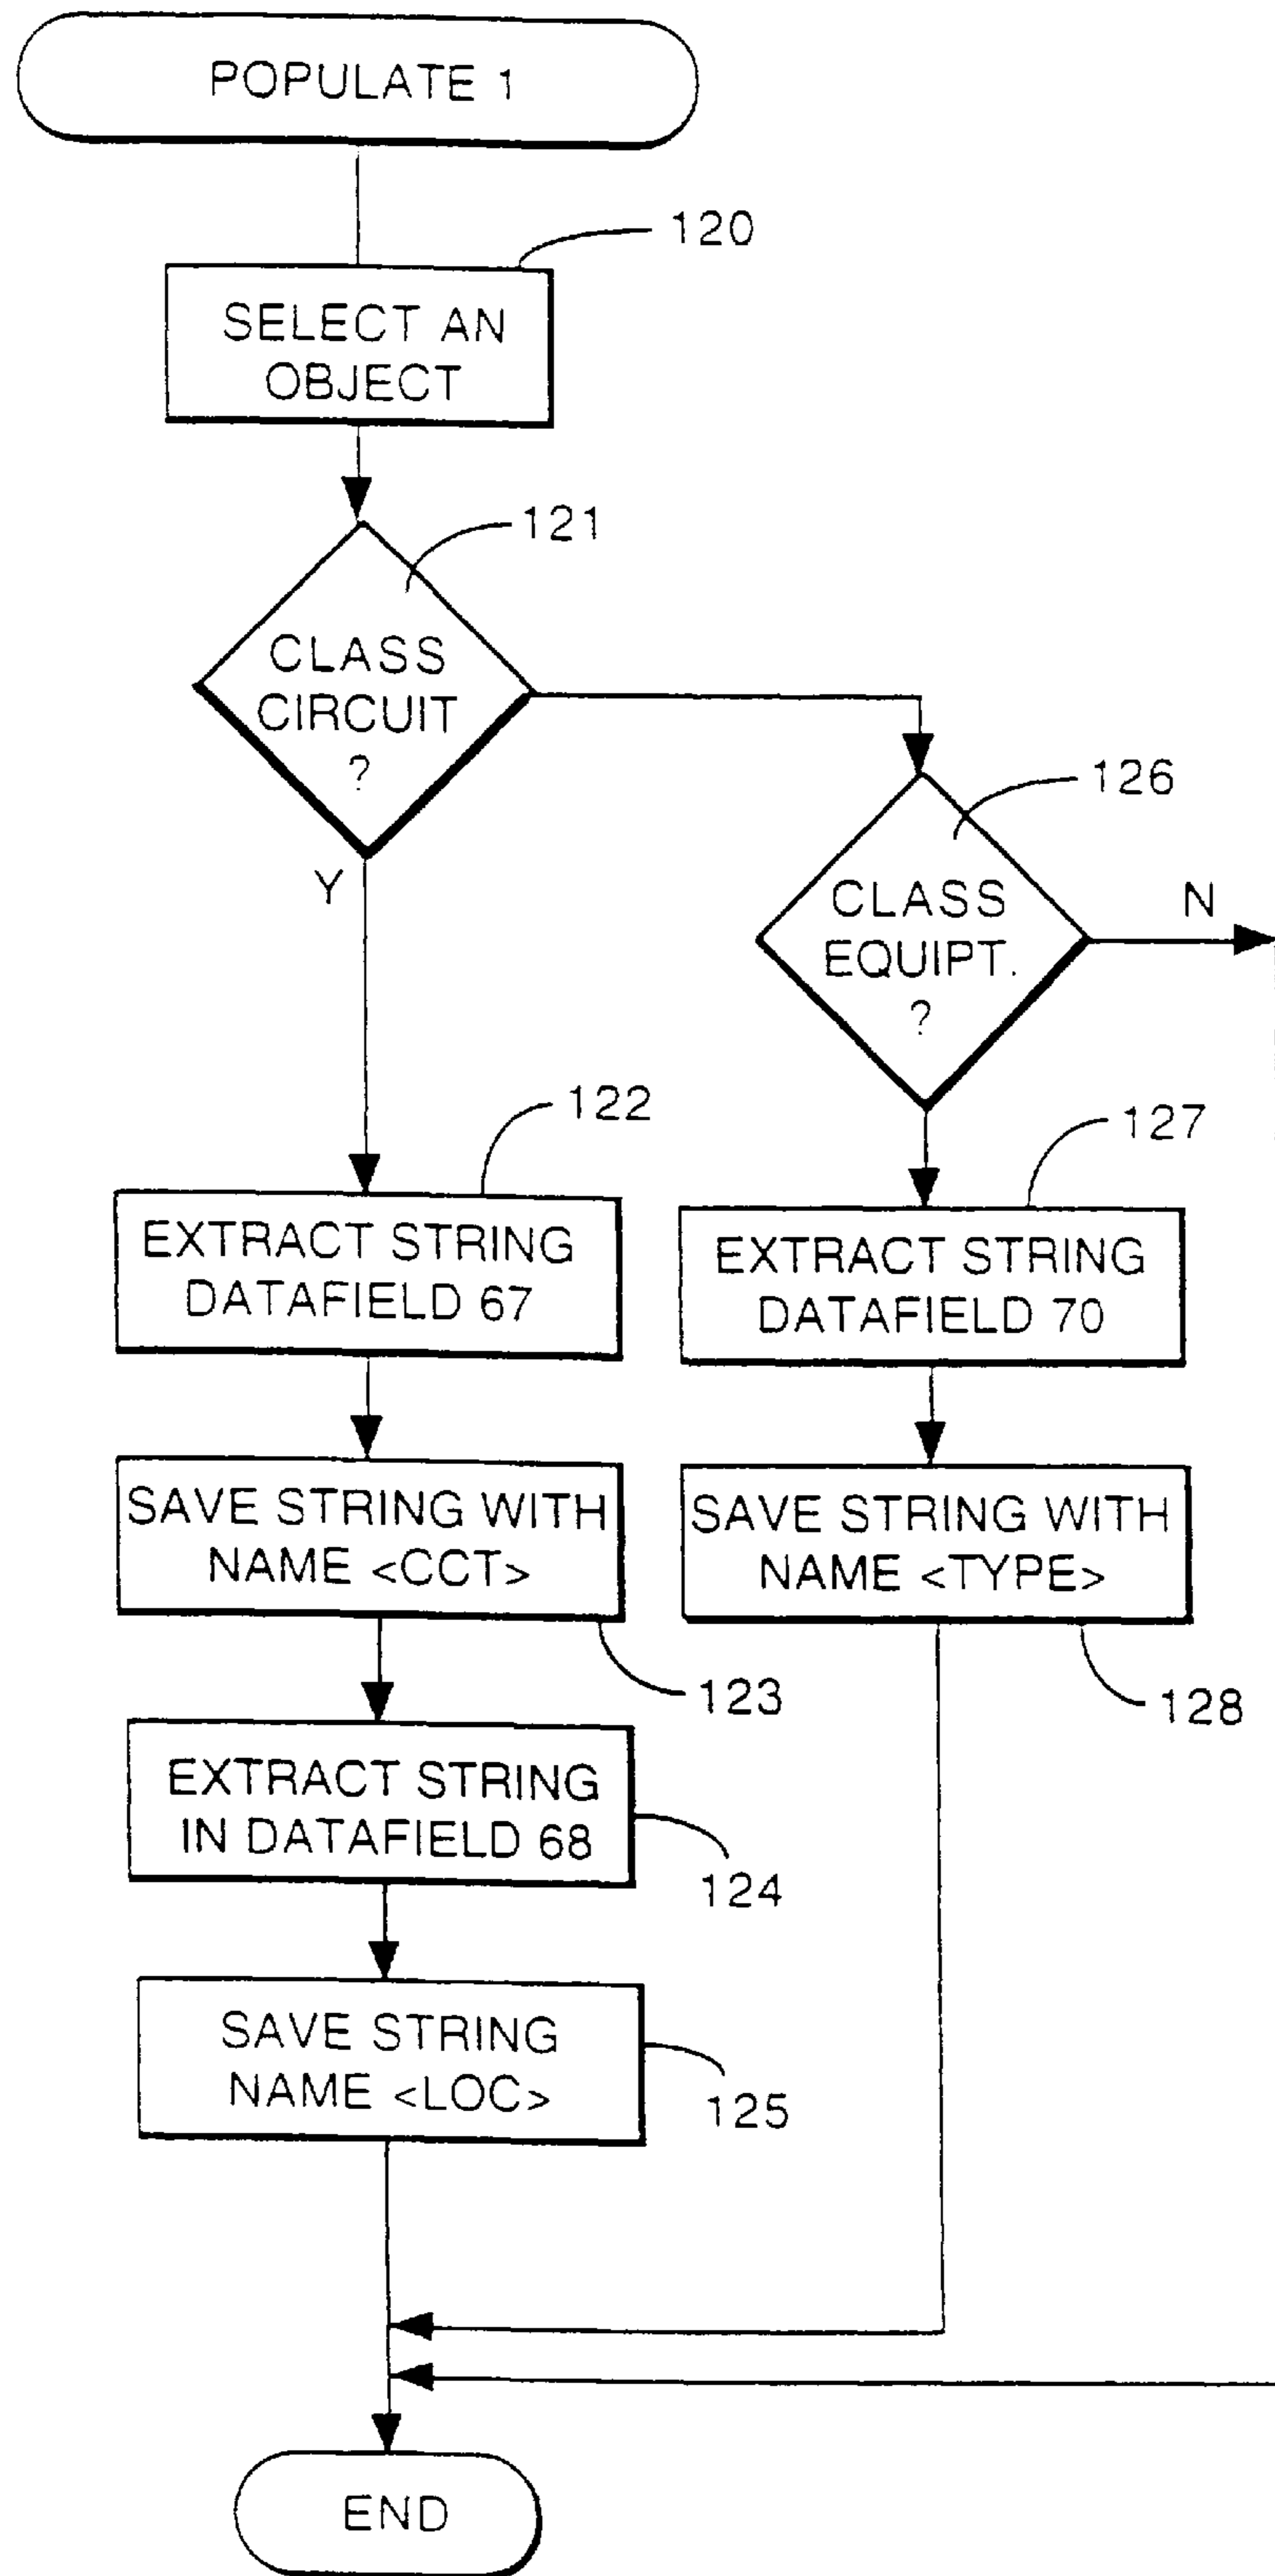 POPULATE 1
120
SELECT AN
OBJECT
121
CLASS
CIRCUIT
?
Y
126
CLASS
EQUIPT.
?
N
122
EXTRACT STRING
DATAFIELD 67
127
EXTRACT STRING
DATAFIELD 70
SAVE STRING WITH
NAME <CCT>
123
SAVE STRING WITH
NAME <TYPE>
128
EXTRACT STRING
IN DATAFIELD 68
124
SAVE STRING
NAME <LOC>
125
END